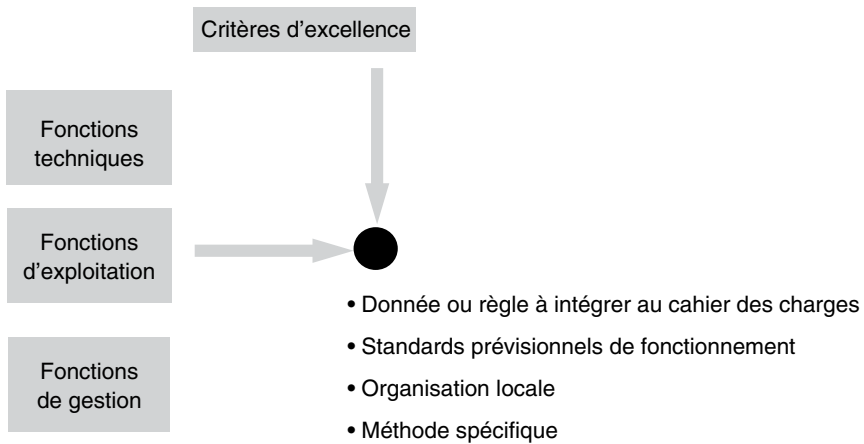 Critères d’excellence
Fonctions
techniques
Fonctions
d’exploitation
• Donnée ou règle à intégrer au cahier des charges
• Standards prévisionnels de fonctionnement
• Organisation locale
• Méthode spécifique
Fonctions
de gestion